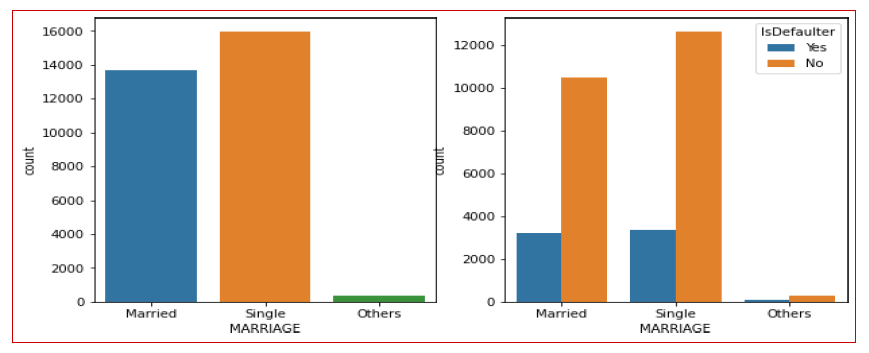 16000
14000
12000
10000
8000
6000
4000
2000
0
count
Married Single Others
MARRIAGE
12000
10000
8000
6000
4000
2000
0
count
IsDefaulter
Yes
No
Married Single Others
MARRIAGE